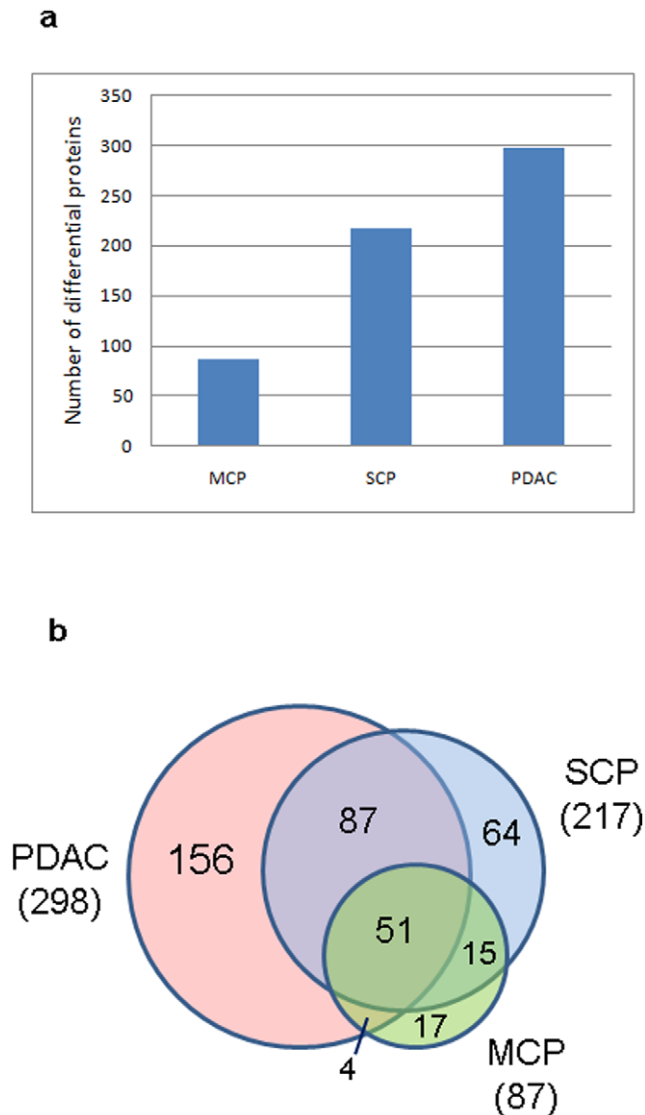 a
Number of differential proteins
350
300
250
200
150
100
50
0
MCP SCP PDAC
b
PDAC
(298)
SCP
(217)
MCP
(87)
156
87
64
51
15
17
4